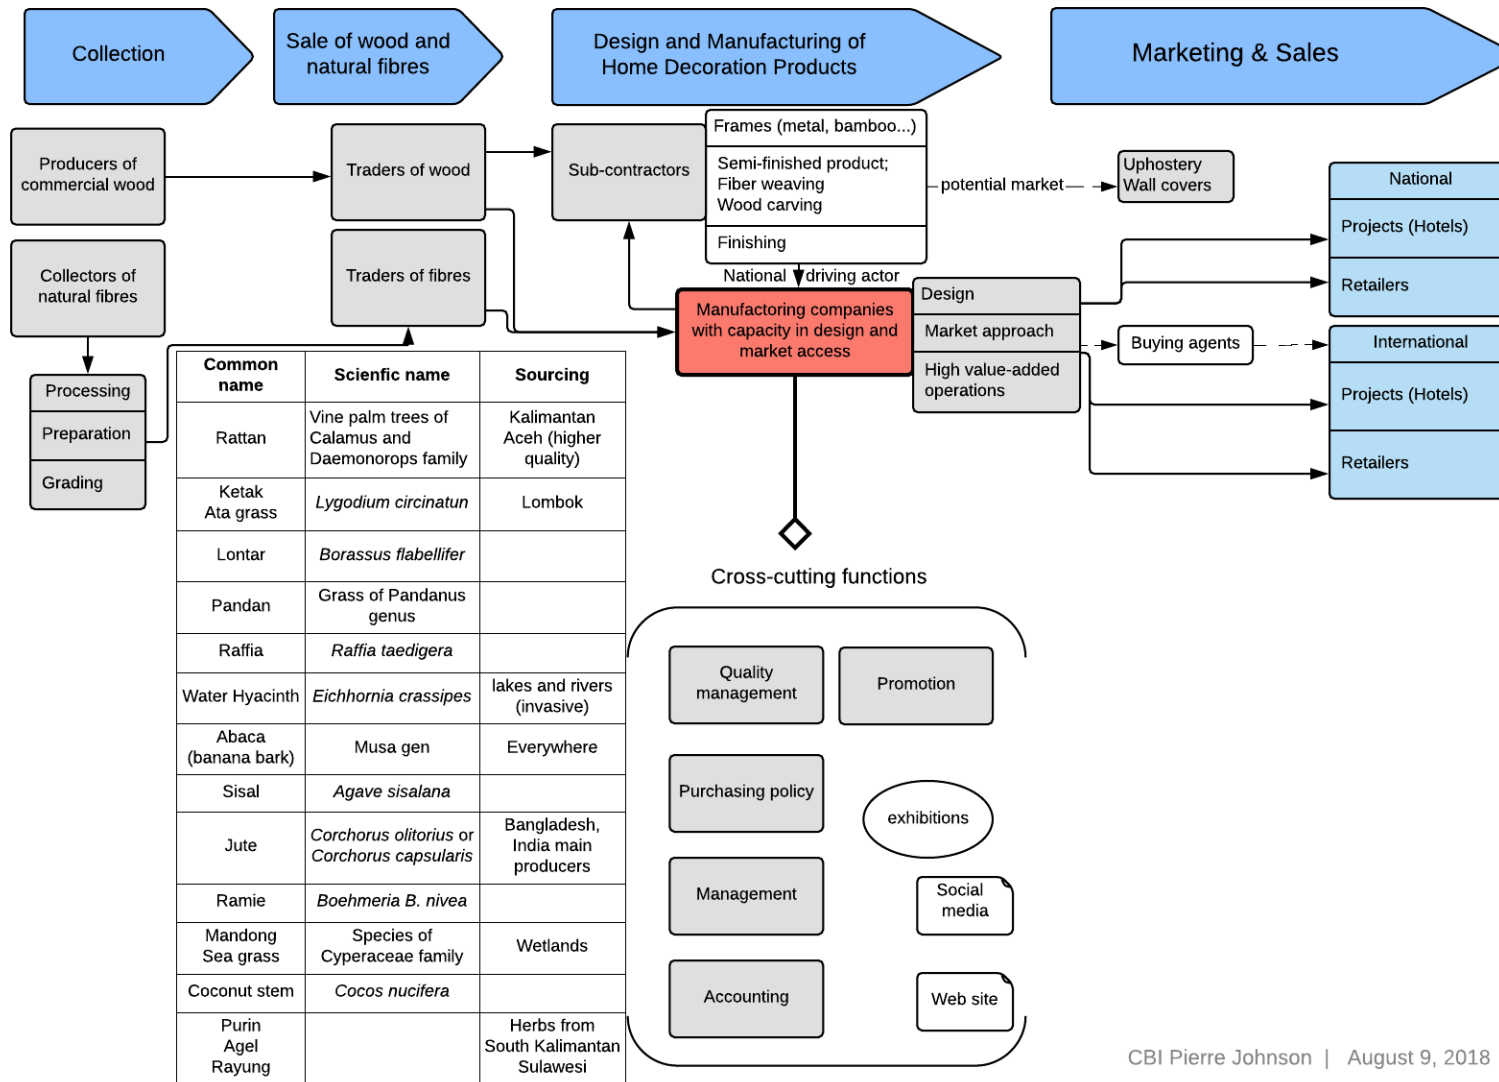 Collection
Sale of wood and
natural fibres
Design and Manufacturing of
Home Decoration Products
Marketing & Sales
Producers of
commercial wood
Traders of wood
Sub-contractors
Frames (metal, bamboo...)
Semi-finished product;
Fiber weaving
Wood carving
Finishing
potential market
Uphostery
Wall covers
National
Projects (Hotels)
Retailers
Collectors of
natural fibres
Traders of fibres
National driving actor
Manufactoring companies
with capacity in design and
market access
Design
Market approach
High value-added
operations
Buying agents
International
Projects (Hotels)
Retailers
Processing
Preparation
Grading
Common
name
Scienfic name
Sourcing
Rattan
Vine palm trees of
Calamus and
Daemonorops family
Kalimantan
Aceh (higher
quality)
Ketak
Ata grass
Lygodium circinatun
Lombok
Lontar
Borassus flabellifer
Pandan
Grass of Pandanus
genus
Raffia
Raffia taedigera
Water Hyacinth
Eichhornia crassipes
lakes and rivers
(invasive)
Abaca
(banana bark)
Musa gen
Everywhere
Sisal
Agave sisalana
Jute
Corchorus olitorius or
Corchorus capsularis
Bangladesh,
India main
producers
Ramie
Boehmeria B. nivea
Mandong
Sea grass
Species of
Cyperaceae family
Wetlands
Coconut stem
Cocos nucifera
Purin
Agel
Rayung
Herbs from
South Kalimantan
Sulawesi
Cross-cutting functions
Quality
management
Promotion
Purchasing policy
exhibitions
Management
Social
media
Accounting
Web site
CBI Pierre Johnson | August 9, 2018